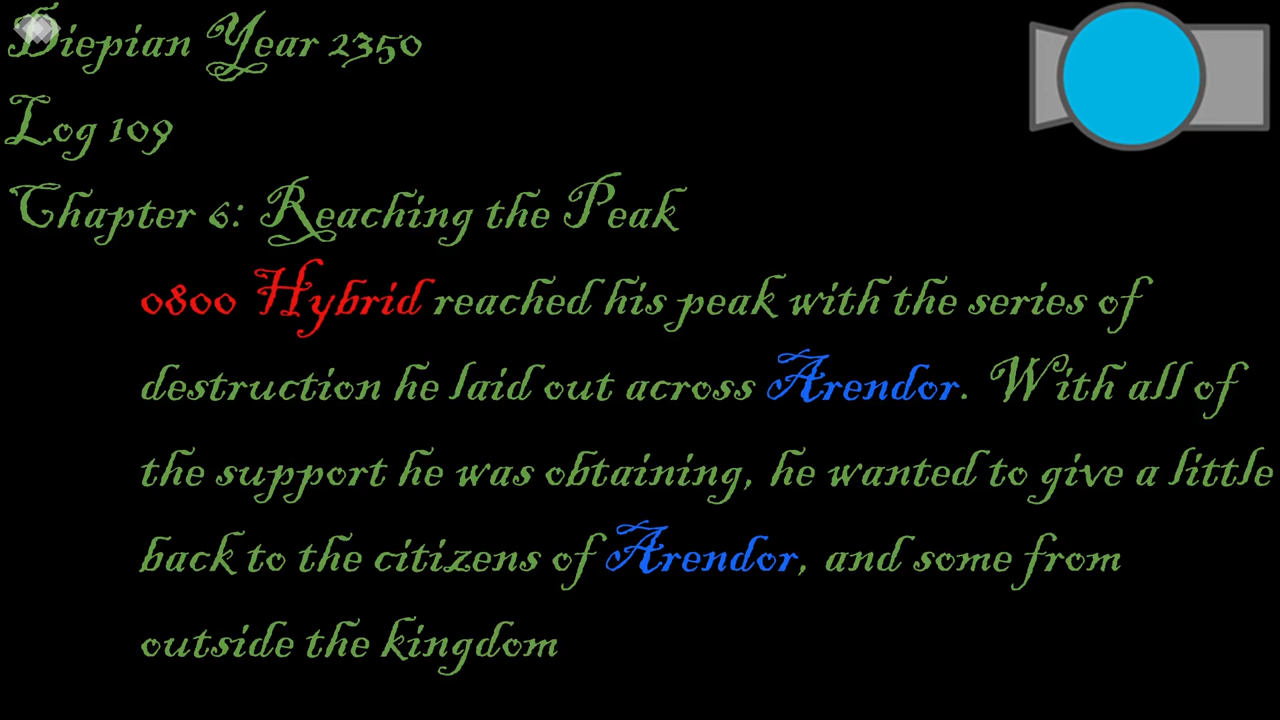 Diepian Year 2350
Log 109
Chapter 6: Reaching the Peak
0800 Hybrid reached his peak with the series of
destruction he laid out across Arendor. With all of
the support he was obtaining, he wanted to give a little
back to the citizens of Arendor, and some from
outside the kingdom